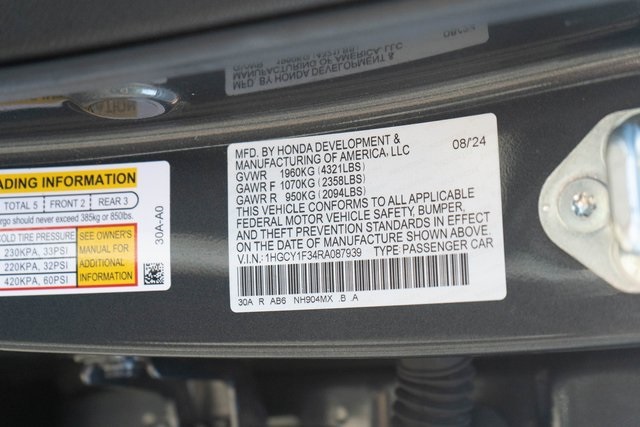 ADING INFORMATION
TOTAL 5 FRONT 2 REAR 3
rgo should never exceed 385kg or 850lbs.
OLD TIRE PRESSURE
230KPA, 33PSI
220KPA, 32PSI
420KPA, 60PSI
SEE OWNER'S
MANUAL FOR
ADDITIONAL
INFORMATION
30A-A0
MFD. BY HONDA DEVELOPMENT & 08/24
MANUFACTURING OF AMERICA, LLC
GVWR 1960KG (4321LBS)
GAWR F 1070KG (2358LBS)
GAWR R 950KG (2094LBS)
THIS VEHICLE CONFORMS TO ALL APPLICABLE
FEDERAL MOTOR VEHICLE SAFETY, BUMPER,
AND THEFT PREVENTION STANDARDS IN EFFECT
ON THE DATE OF MANUFACTURE SHOWN ABOVE.
V.I.N.: 1HGCY1F34RA087939 TYPE PASSENGER CAR
30A R AB6 NH904MX .B .A